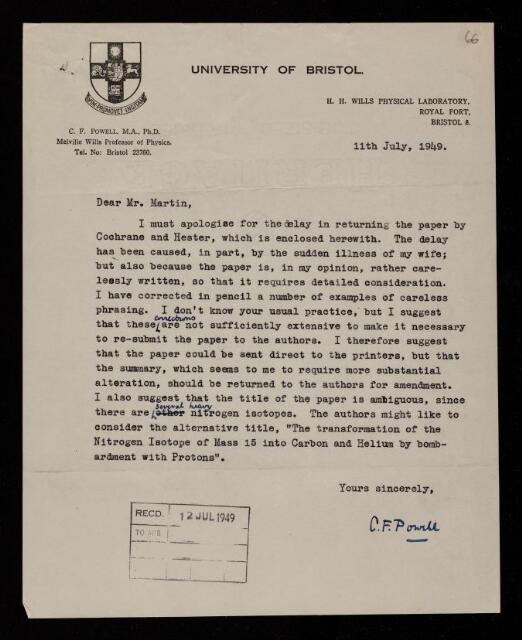 66
UNIVERSITY OF BRISTOL.
VIM PROMOVET INSITAM
H. H. WILLS PHYSICAL LABORATORY,
ROYAL FORT,
BRISTOL 8.
C. F. POWELL. M.A., Ph.D.
Melville Wills Professor of Physics.
Tel. No: Bristol 23760.
11th July, 1949.
Dear Mr. Martin,
I must apologise for the delay in returning the paper by
Cochrane and Hester, which is enclosed herewith. The delay
has been caused, in part, by the sudden illness of my wife;
but also because the paper is, in my opinion, rather care-
lessly written, so that it requires detailed consideration.
I have corrected in pencil a number of examples of careless
phrasing. I don't know your usual practice, but I suggest
that these corrections are not sufficiently extensive to make it necessary
to re-submit the paper to the authors. I therefore suggest
that the paper could be sent direct to the printers, but that
the summary, which seems to me to require more substantial
alteration, should be returned to the authors for amendment.
I also suggest that the title of the paper is ambiguous, since
there are several heavy other nitrogen isotopes. The authors might like to
consider the alternative title, "The transformation of the
Nitrogen Isotope of Mass 15 into Carbon and Helium by bomb-
ardment with Protons".
Yours sincerely,
C.F. Powell
RECD. 12 JUL 1949